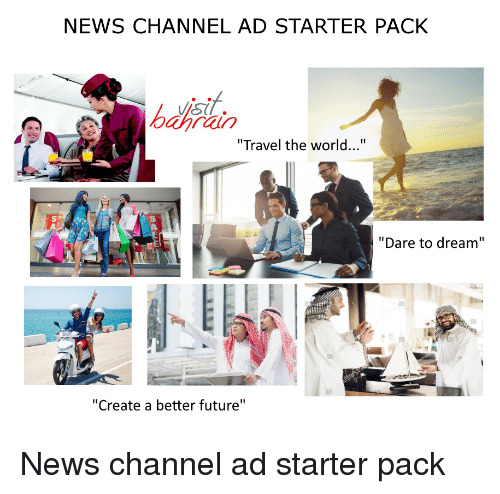 NEWS CHANNEL AD STARTER PACK
visit
bahrain
"Travel the world..."
"Dare to dream"
"Create a better future"
News channel ad starter pack